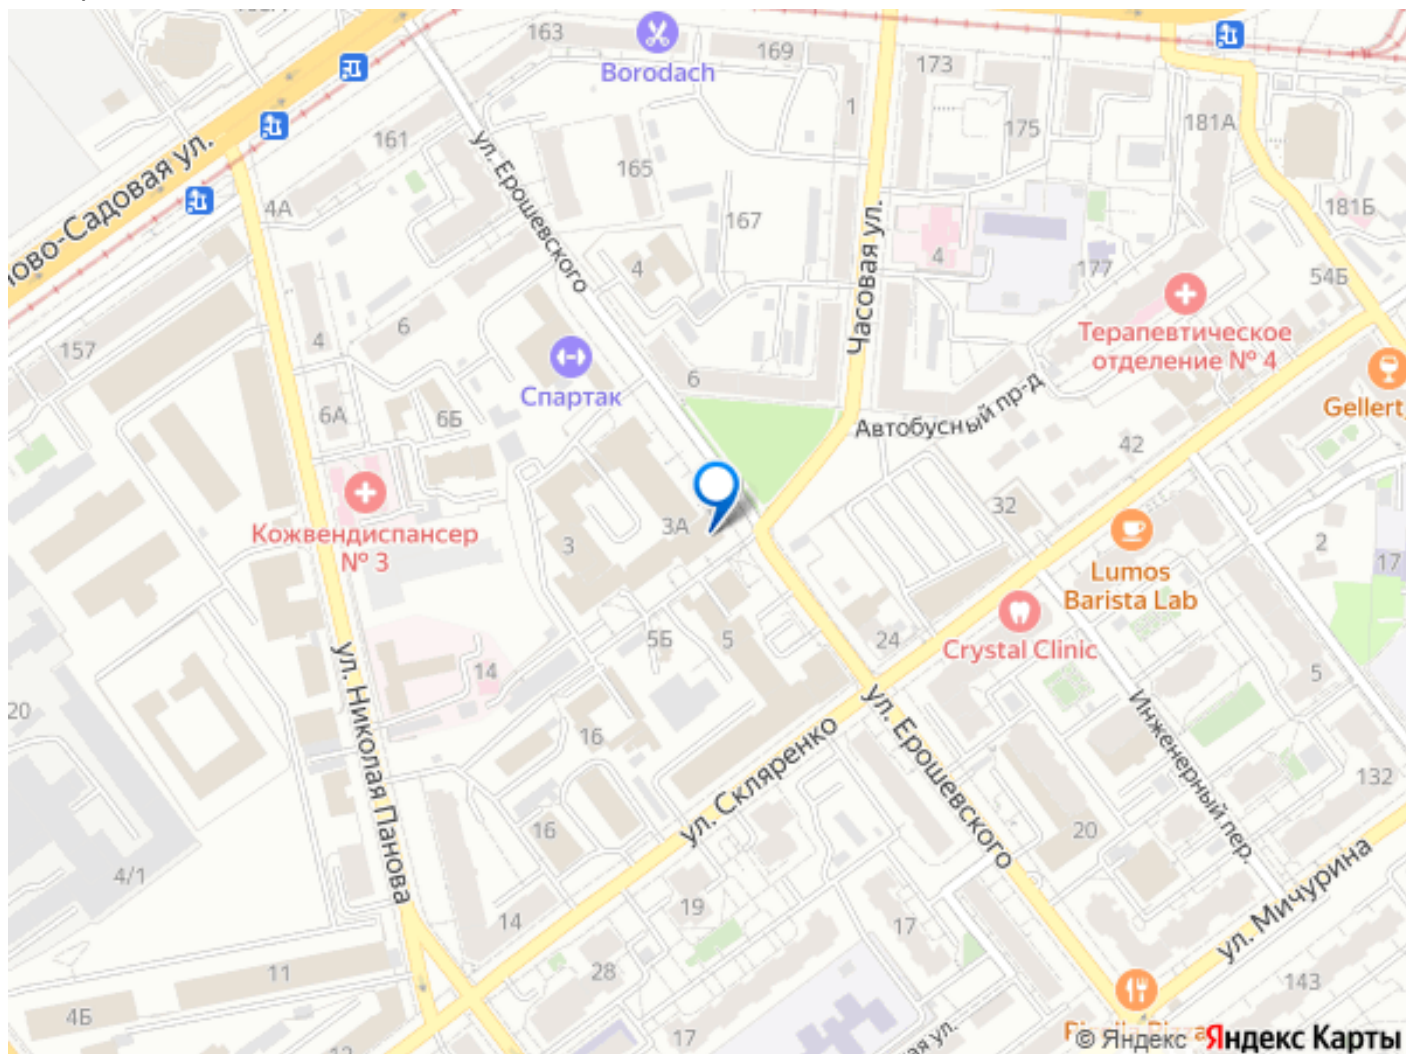 163
Borodach
169
173
175
181А
161
165
167
1
ул. Ерошевского
ово-Садовая ул.
4А
4
Часовая ул.
4
177
181Б
54Б
Терапевтическое
отделение № 4
157
4
6
Спартак
6
6А
6Б
Автобусный пр-д
42
Gellert
Кожвендиспансер
№ 3
3
3А
32
Lumos
Barista Lab
2
17
Crystal Clinic
24
5Б
5
14
ул. Николая Панова
20
16
ул. Скляренко
ул. Ерошевского
Инженерный пер.
5
132
16
20
4/1
14
19
17
ул. Мичурина
11
28
143
4Б
17
© Яндекс Яндекс Карты